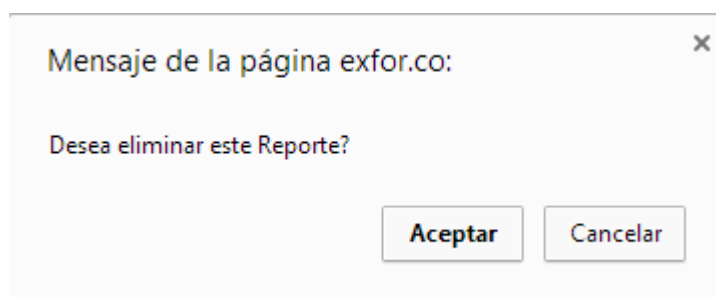 Mensaje de la página exfor.co:
Desea eliminar este Reporte?
Aceptar Cancelar